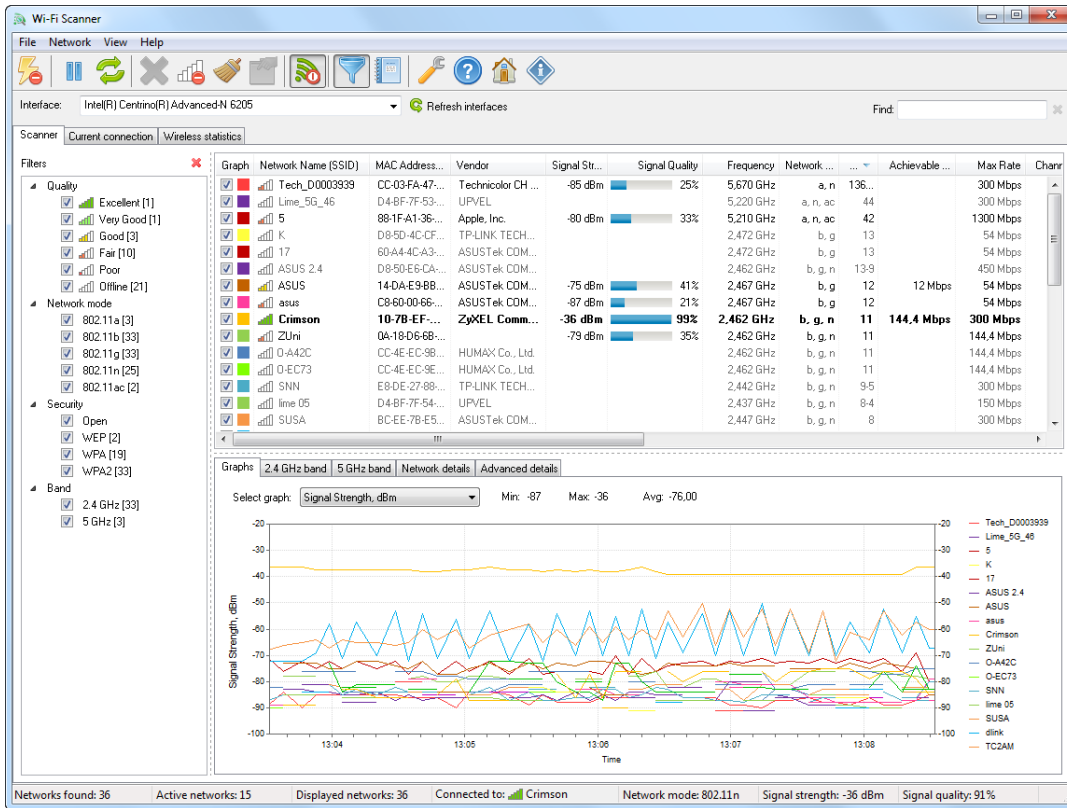 Wi-Fi Scanner
File Network View Help
Interface: Intel(R) Centrino(R) Advanced-N 6205 Refresh interfaces Find:
Scanner Current connection Wireless statistics
Filters
Quality
Excellent [1]
Very Good [1]
Good [3]
Fair [10]
Poor
Offline [21]
Network mode
802.11a [3]
802.11b [33]
802.11g [33]
802.11n [25]
802.11ac [2]
Security
Open
WEP [2]
WPA [19]
WPA2 [33]
Band
2.4 GHz [33]
5 GHz [3]
Graph Network Name (SSID) MAC Address... Vendor Signal Str... Signal Quality Frequency Network ... ... Achievable ... Max Rate Chanr
Tech_D0003939 CC-03-FA-47-... Technicolor CH ... -85 dBm 25% 5,670 GHz a, n 136... 300 Mbps
Lime_5G_46 D4-BF-7F-53-... UPVEL 5,220 GHz a, n, ac 44 300 Mbps
5 88-1F-A1-36-... Apple, Inc. -80 dBm 33% 5,210 GHz a, n, ac 42 1300 Mbps
K D8-5D-4C-CF... TP-LINK TECH... 2,472 GHz b, g 13 54 Mbps
17 60-A4-4C-A3-... ASUSTek COM... 2,472 GHz b, g 13 54 Mbps
ASUS 2.4 D8-50-E6-CA-... ASUSTek COM... 2,462 GHz b, g, n 13-9 450 Mbps
ASUS 14-DA-E9-BB... ASUSTek COM... -75 dBm 41% 2,467 GHz b, g 12 12 Mbps 54 Mbps
asus C8-60-00-66-... ASUSTek COM... -87 dBm 21% 2,467 GHz b, g 12 54 Mbps
Crimson 10-7B-EF-... ZyXEL Comm... -36 dBm 99% 2,462 GHz b, g, n 11 144,4 Mbps 300 Mbps
ZUni 0A-18-D6-6B-... -79 dBm 35% 2,462 GHz b, g, n 11 144,4 Mbps
O-A42C CC-4E-EC-9B... HUMAX Co., Ltd. 2,462 GHz b, g, n 11 144,4 Mbps
O-EC73 CC-4E-EC-9E... HUMAX Co., Ltd. 2,462 GHz b, g, n 11 144,4 Mbps
SNN E8-DE-27-88-... TP-LINK TECH... 2,442 GHz b, g, n 9-5 300 Mbps
lime 05 D4-BF-7F-54-... UPVEL 2,437 GHz b, g, n 8-4 150 Mbps
SUSA BC-EE-7B-E5... ASUSTek COM... 2,447 GHz b, g, n 8 300 Mbps
Graphs 2.4 GHz band 5 GHz band Network details Advanced details
Select graph: Signal Strength, dBm Min: -87 Max: -36 Avg: -76,00
Signal Strength, dBm
-20
-30
-40
-50
-60
-70
-80
-90
-100
-20
-30
-40
-50
-60
-70
-80
-90
-100
13:04 13:05 13:06 13:07 13:08
Time
Tech_D0003939
Lime_5G_46
5
K
17
ASUS 2.4
ASUS
asus
Crimson
ZUni
O-A42C
O-EC73
SNN
lime 05
SUSA
dlink
TC2AM
Networks found: 36 Active networks: 15 Displayed networks: 36 Connected to: Crimson Network mode: 802.11n Signal strength: -36 dBm Signal quality: 91%